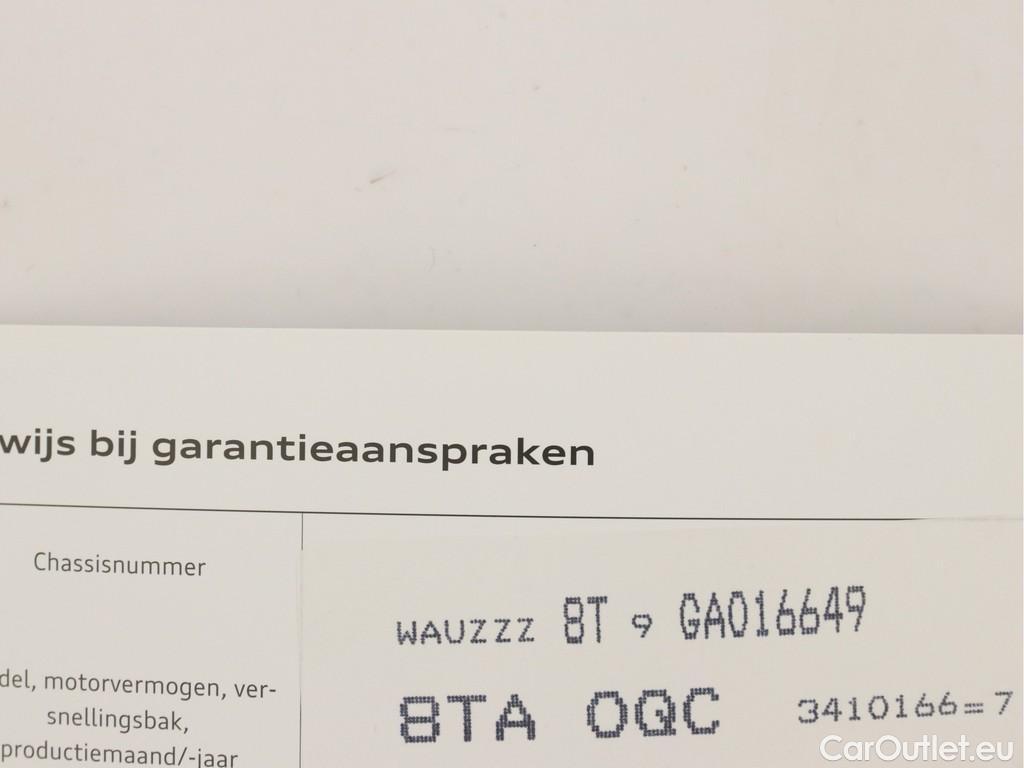 wijs bij garantieaanspraken
Chassisnummer
WAUZZZ 8T 9 GA016649
del, motorvermogen, ver-
snellingsbak,
productiemaand/-jaar
8TA 0QC 3410166=7
CarOutlet.eu